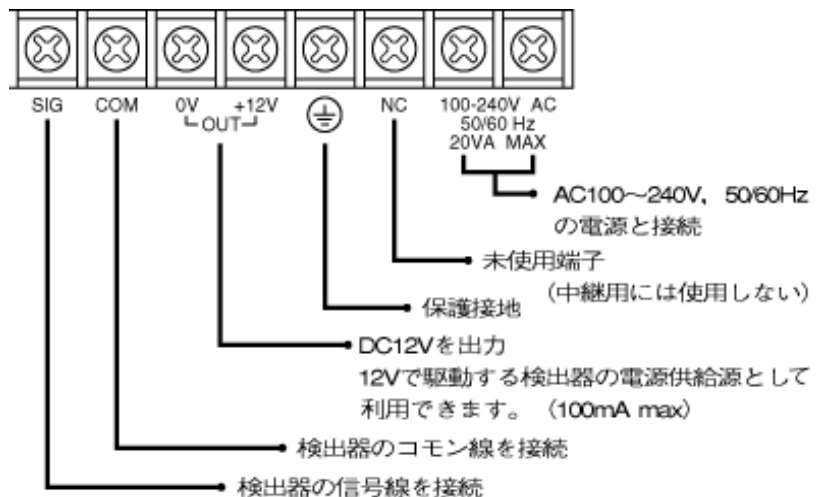 SIG COM 0V +12V NC 100-240V AC
OUT 50/60 Hz
20VA MAX
AC100～240V, 50/60Hz
の電源と接続
未使用端子
（中継用には使用しない）
保護接地
DC12Vを出力
12Vで駆動する検出器の電源供給源として
利用できます。（100mA max）
検出器のコモン線を接続
検出器の信号線を接続